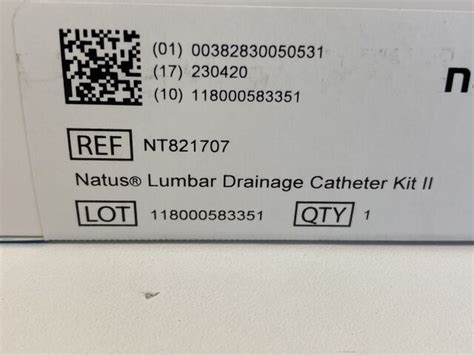 (01) 00382830050531
(17) 230420
(10) 118000583351
n
REF NT821707
Natus® Lumbar Drainage Catheter Kit II
LOT 118000583351 QTY 1